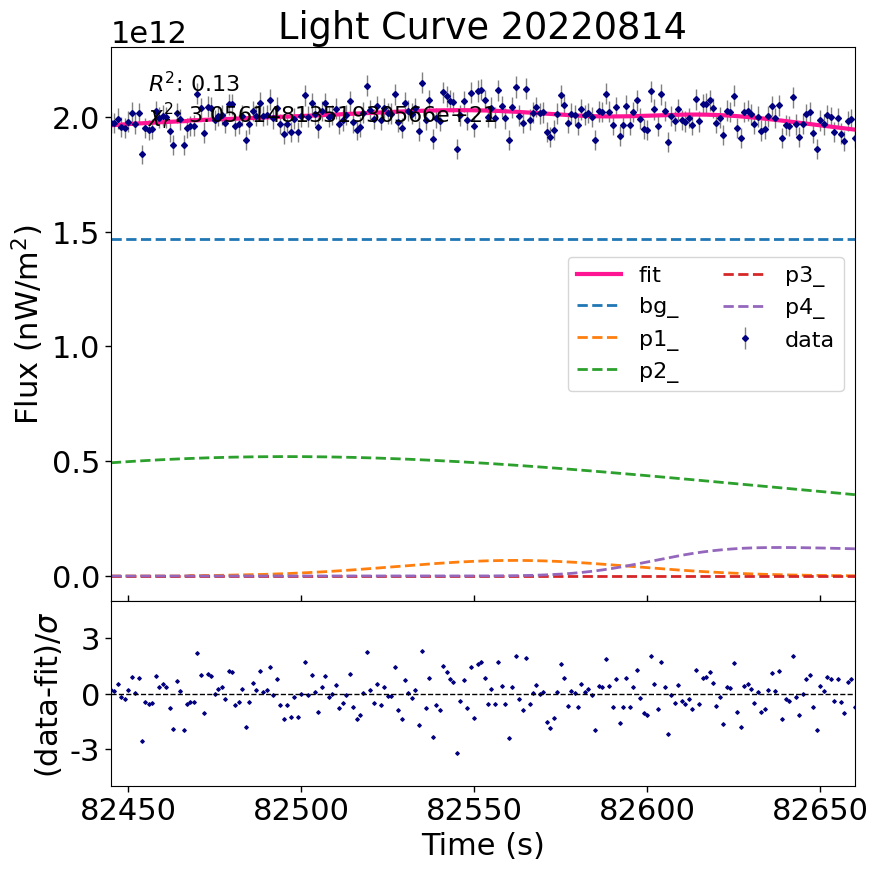 Light Curve 20220814
1e12
R²: 0.13
2.0
1.5
1.0
0.5
0.0
Flux (nW/m²)
fit
bg_
p1_
p2_
p3_
p4_
data
3
0
-3
(data-fit)/σ
82450 82500 82550 82600 82650
Time (s)